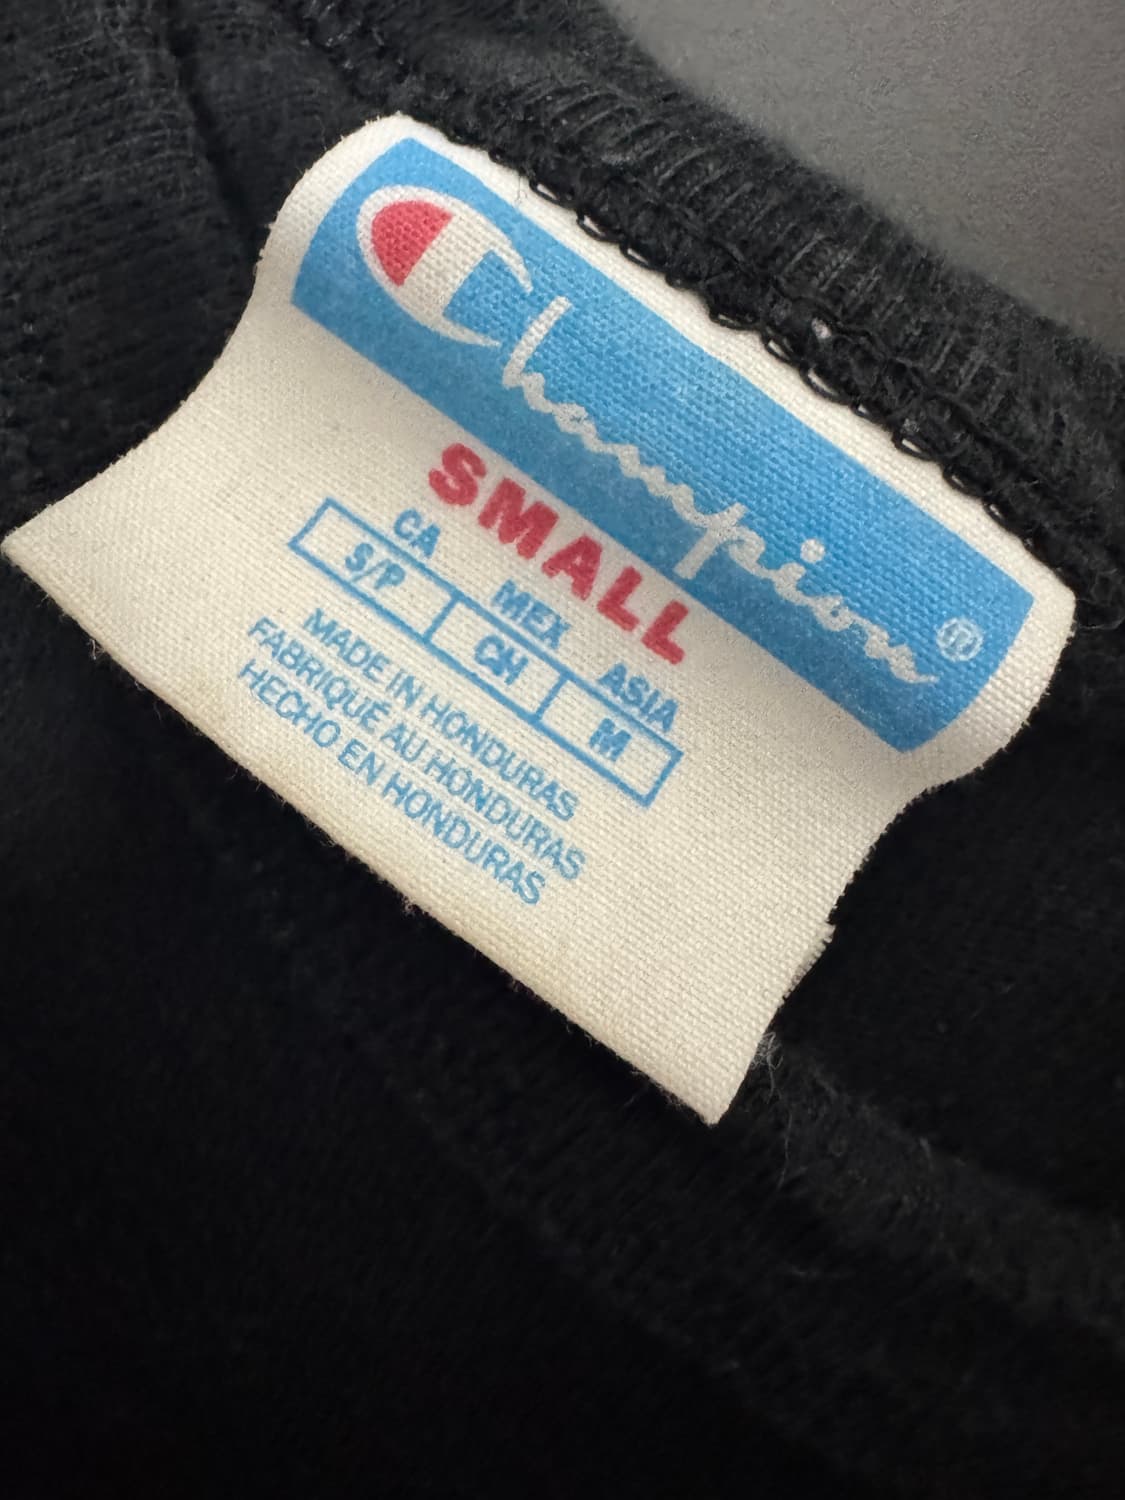 Champion®
SMALL
CA MEX ASIA
S/P CH M
MADE IN HONDURAS
FABRIQUÉ AU HONDURAS
HECHO EN HONDURAS